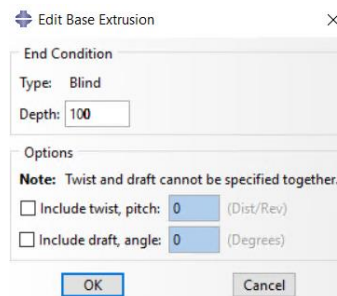 Edit Base Extrusion
End Condition
Type: Blind
Depth: 100
Options
Note: Twist and draft cannot be specified together.
Include twist, pitch: 0 (Dist/Rev)
Include draft, angle: 0 (Degrees)
OK Cancel